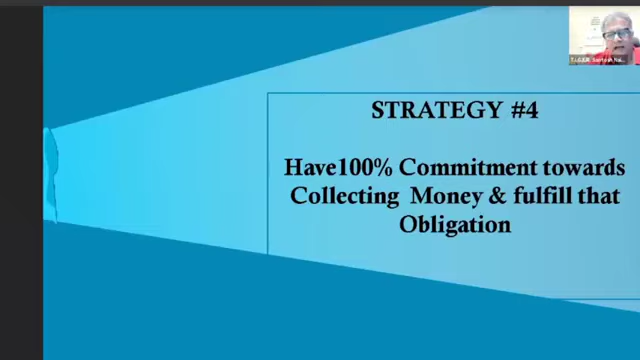 STRATEGY #4
Have100% Commitment towards
Collecting Money & fulfill that
Obligation